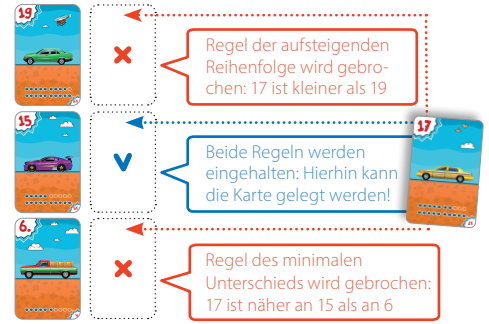 19
Regel der aufsteigenden
Reihenfolge wird gebro-
chen: 17 ist kleiner als 19
15
17
Beide Regeln werden
eingehalten: Hierhin kann
die Karte gelegt werden!
6.
Regel des minimalen
Unterschieds wird gebrochen:
17 ist näher an 15 als an 6